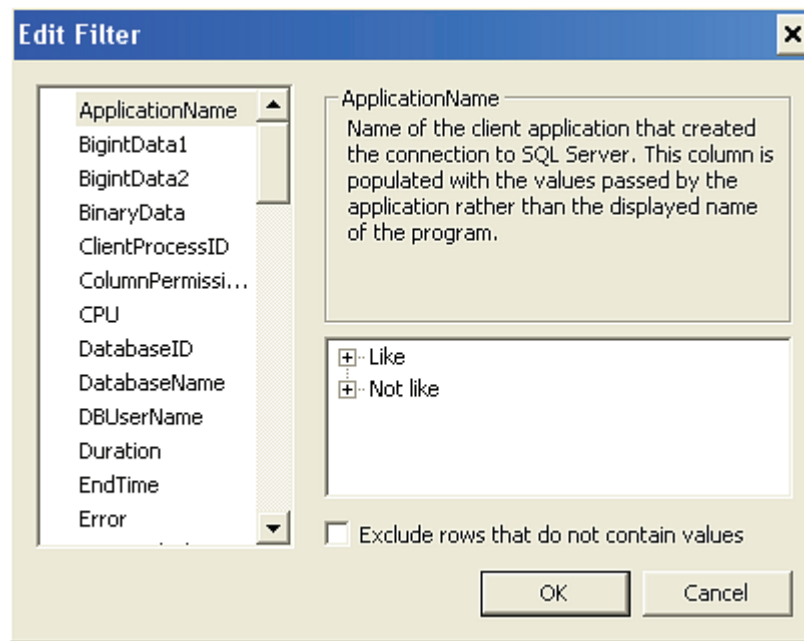 Edit Filter
ApplicationName
BigintData1
BigintData2
BinaryData
ClientProcessID
ColumnPermissi...
CPU
DatabaseID
DatabaseName
DBUserName
Duration
EndTime
Error
ApplicationName
Name of the client application that created
the connection to SQL Server. This column is
populated with the values passed by the
application rather than the displayed name
of the program.
Like
Not like
Exclude rows that do not contain values
OK
Cancel